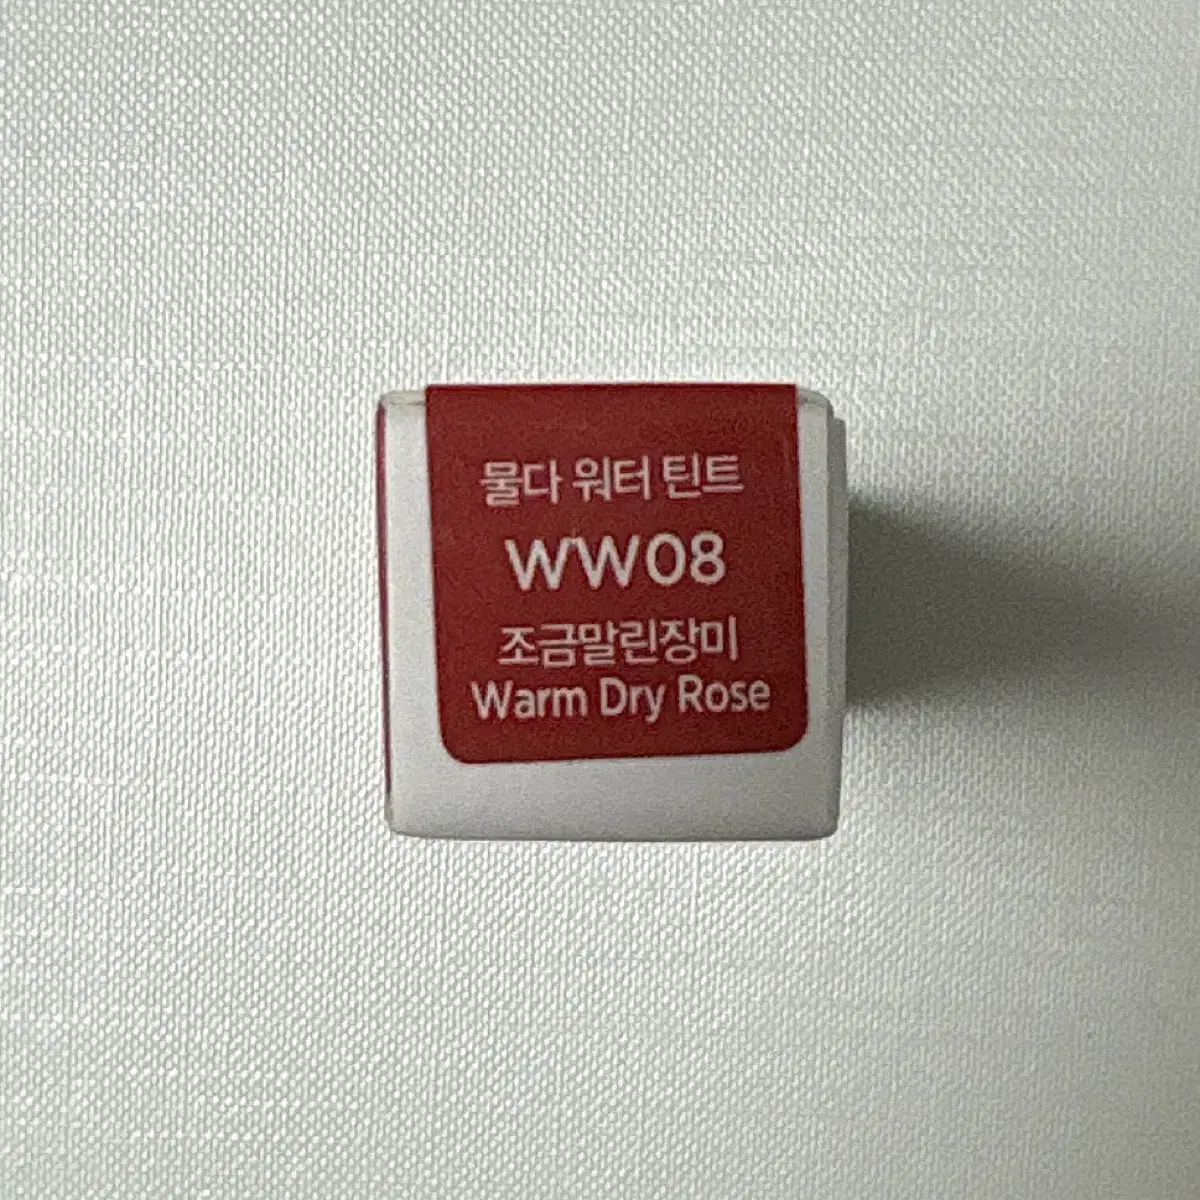 물다 워터 틴트
WW08
조금말린장미
Warm Dry Rose